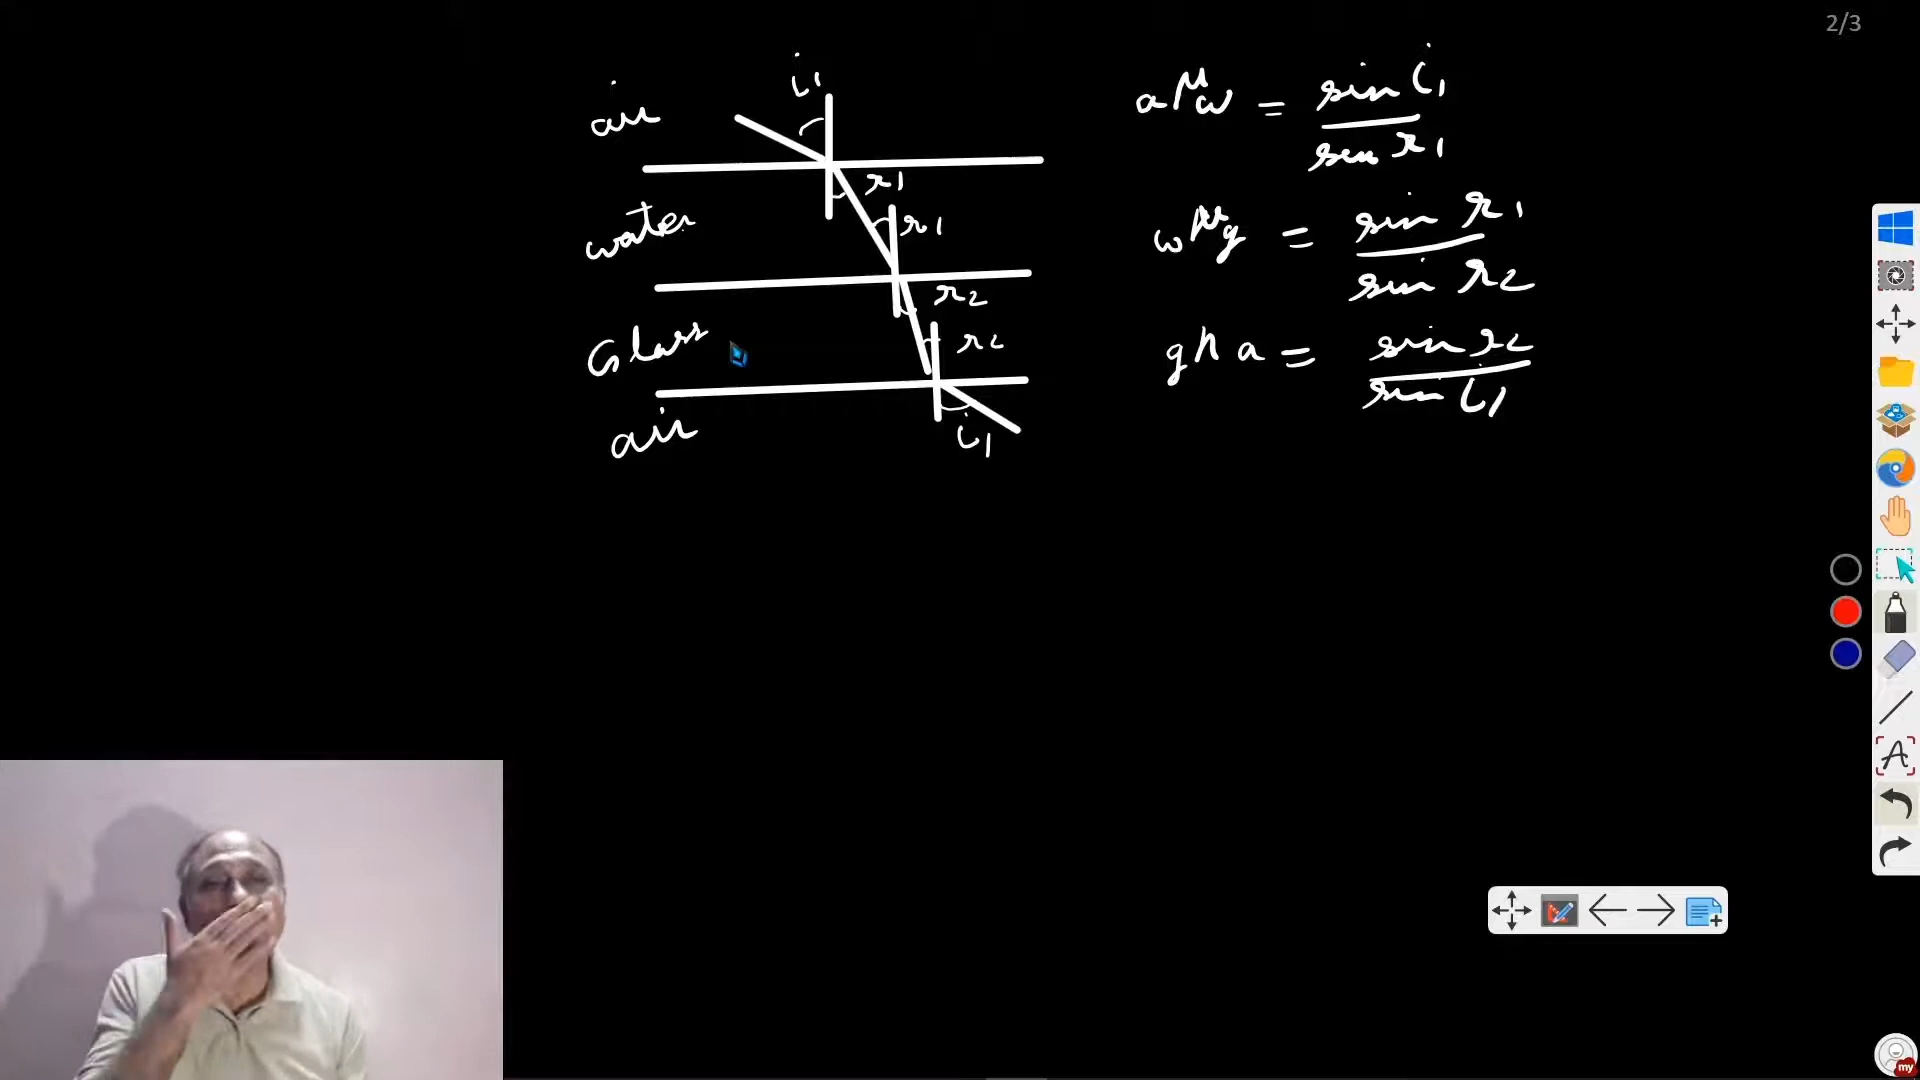 2/3
i1
air
r1
water
r1
r2
Glass
r2
air
i1
aμw = sin i1 / sin r1
wμg = sin r1 / sin r2
gμa = sin r2 / sin i1
A
my